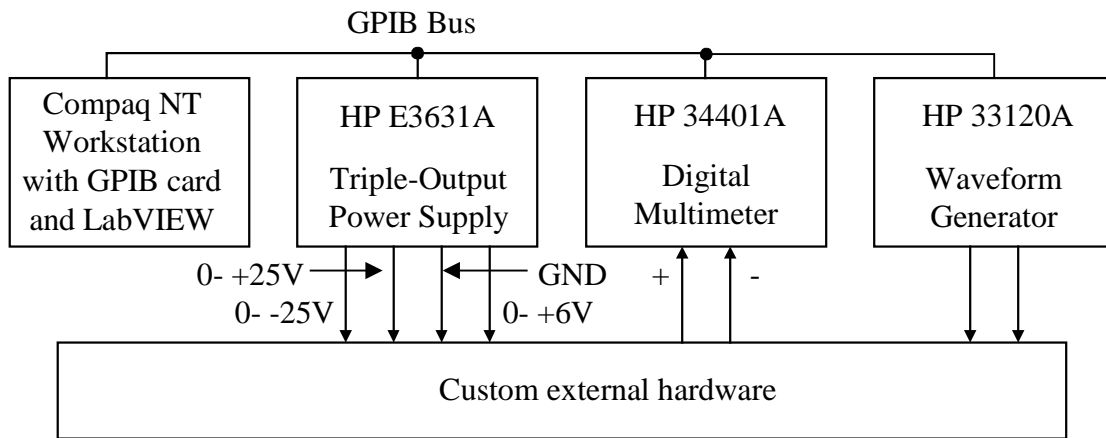 GPIB Bus
Compaq NT
Workstation
with GPIB card
and LabVIEW
HP E3631A
Triple-Output
Power Supply
HP 34401A
Digital
Multimeter
HP 33120A
Waveform
Generator
0- +25V
GND
+
-
0- -25V
0- +6V
Custom external hardware